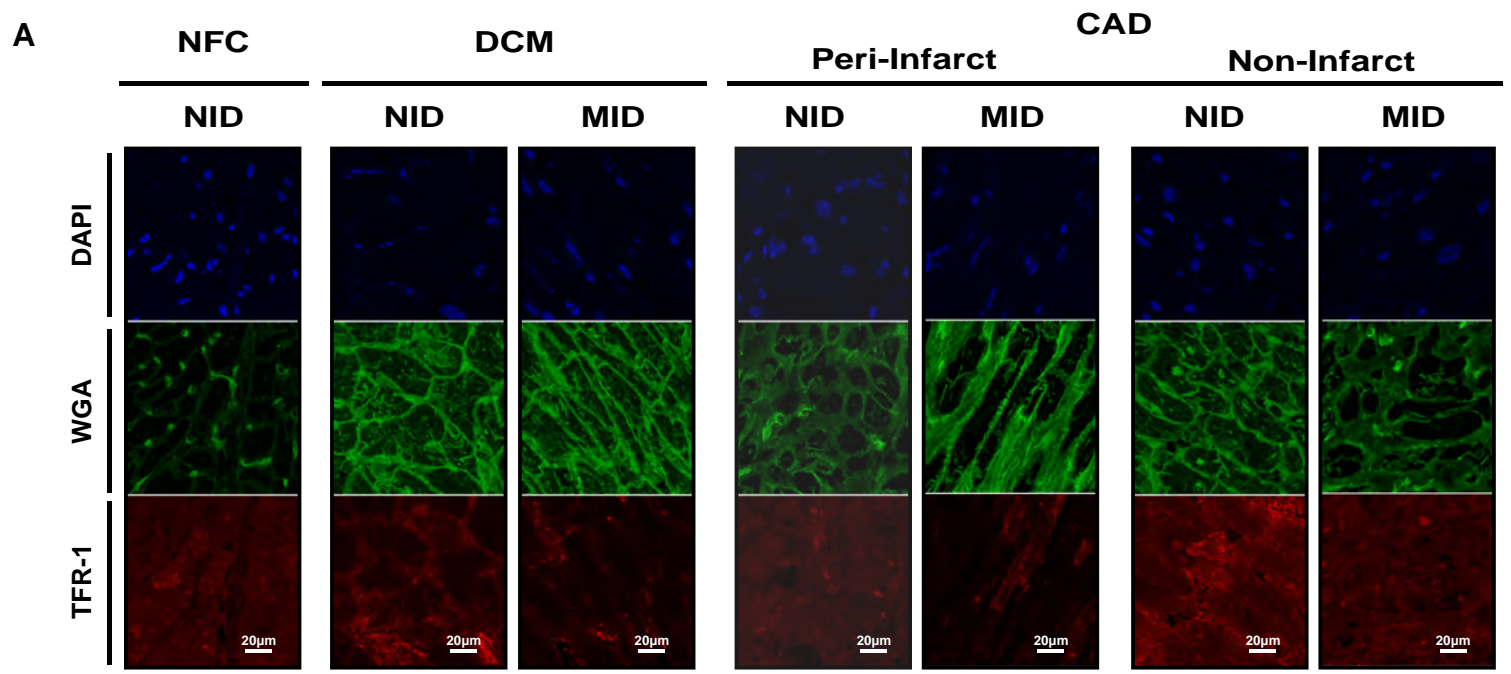 A
NFC
DCM
CAD
Peri-Infarct
Non-Infarct
NID
NID
MID
NID
MID
NID
MID
DAPI
WGA
TFR-1
20µm
20µm
20µm
20µm
20µm
20µm
20µm